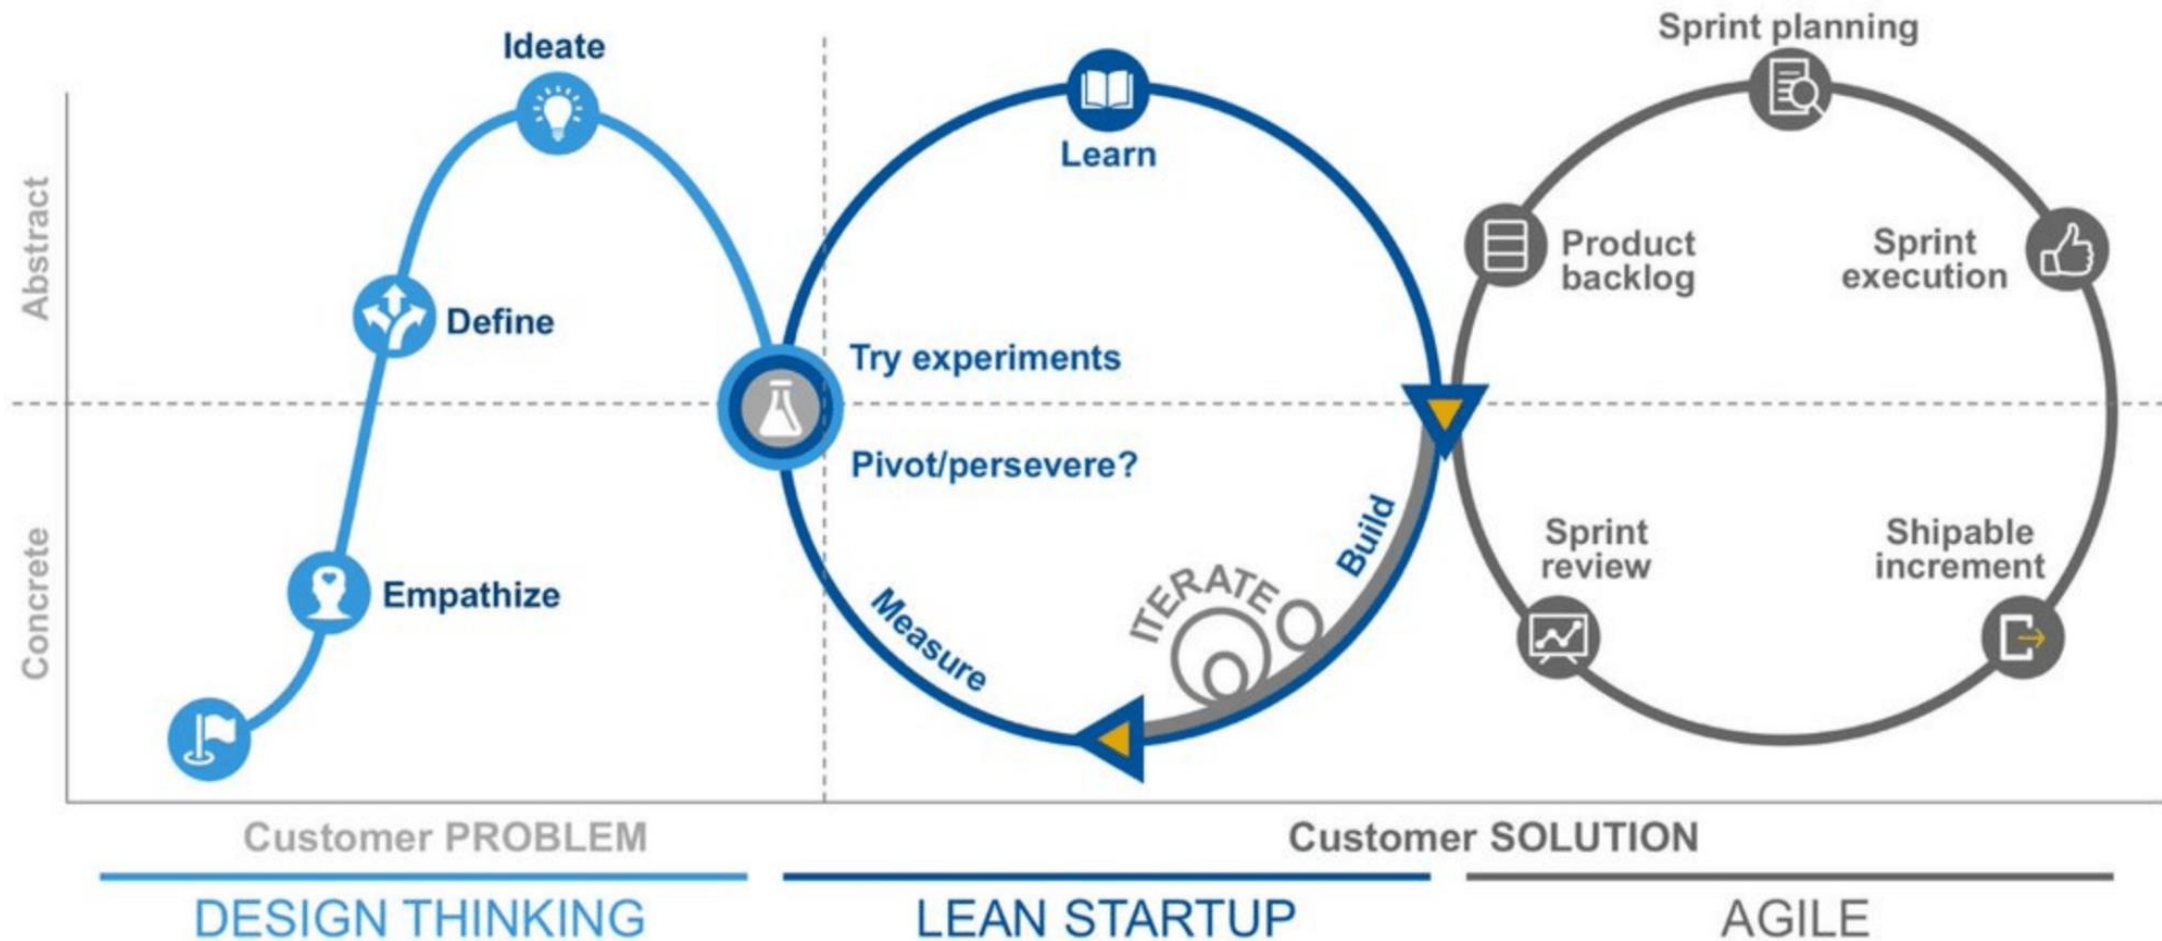 Ideate
Define
Empathize
Abstract
Concrete
Learn
Try experiments
Pivot/persevere?
Measure
ITERATE
Build
Sprint planning
Product
backlog
Sprint
execution
Sprint
review
Shipable
increment
Customer PROBLEM
Customer SOLUTION
DESIGN THINKING
LEAN STARTUP
AGILE